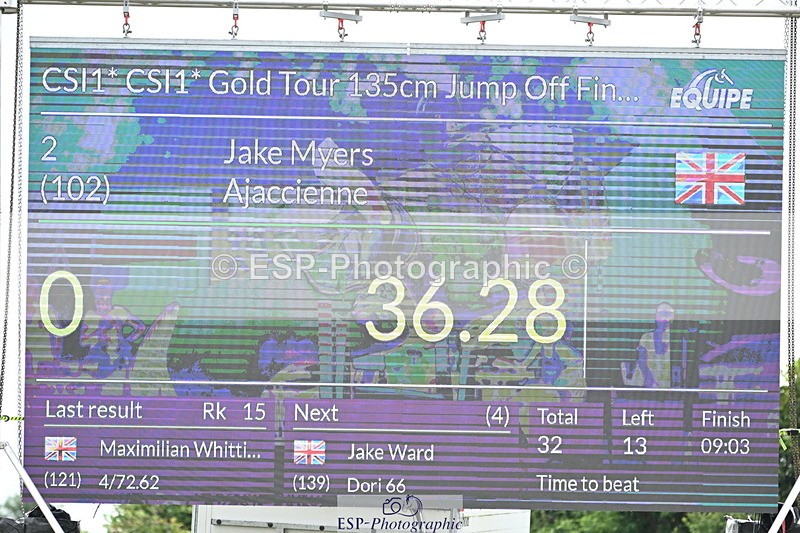 CSI1* CSI1* Gold Tour 135cm Jump Off Fin...
EQUIPE
2 Jake Myers
(102) Ajaccienne
© ESP-Photographic ©
0 36.28
Last result Rk 15 Next (4) Total Left Finish
Maximilian Whitti... Jake Ward 32 13 09:03
(121) 4/72.62 (139) Dori 66 Time to beat
ESP-Photographic